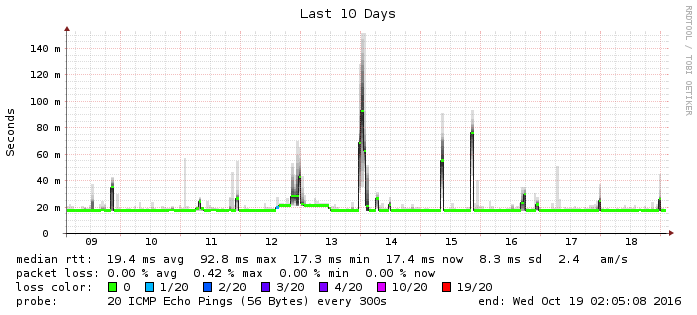 Last 10 Days
RRDTOOL / TOBI OETIKER
Seconds
140 m
120 m
100 m
80 m
60 m
40 m
20 m
0
09 10 11 12 13 14 15 16 17 18
median rtt: 19.4 ms avg 92.8 ms max 17.3 ms min 17.4 ms now 8.3 ms sd 2.4 am/s
packet loss: 0.00 % avg 0.42 % max 0.00 % min 0.00 % now
loss color: 0 1/20 2/20 3/20 4/20 10/20 19/20
probe: 20 ICMP Echo Pings (56 Bytes) every 300s end: Wed Oct 19 02:05:08 2016